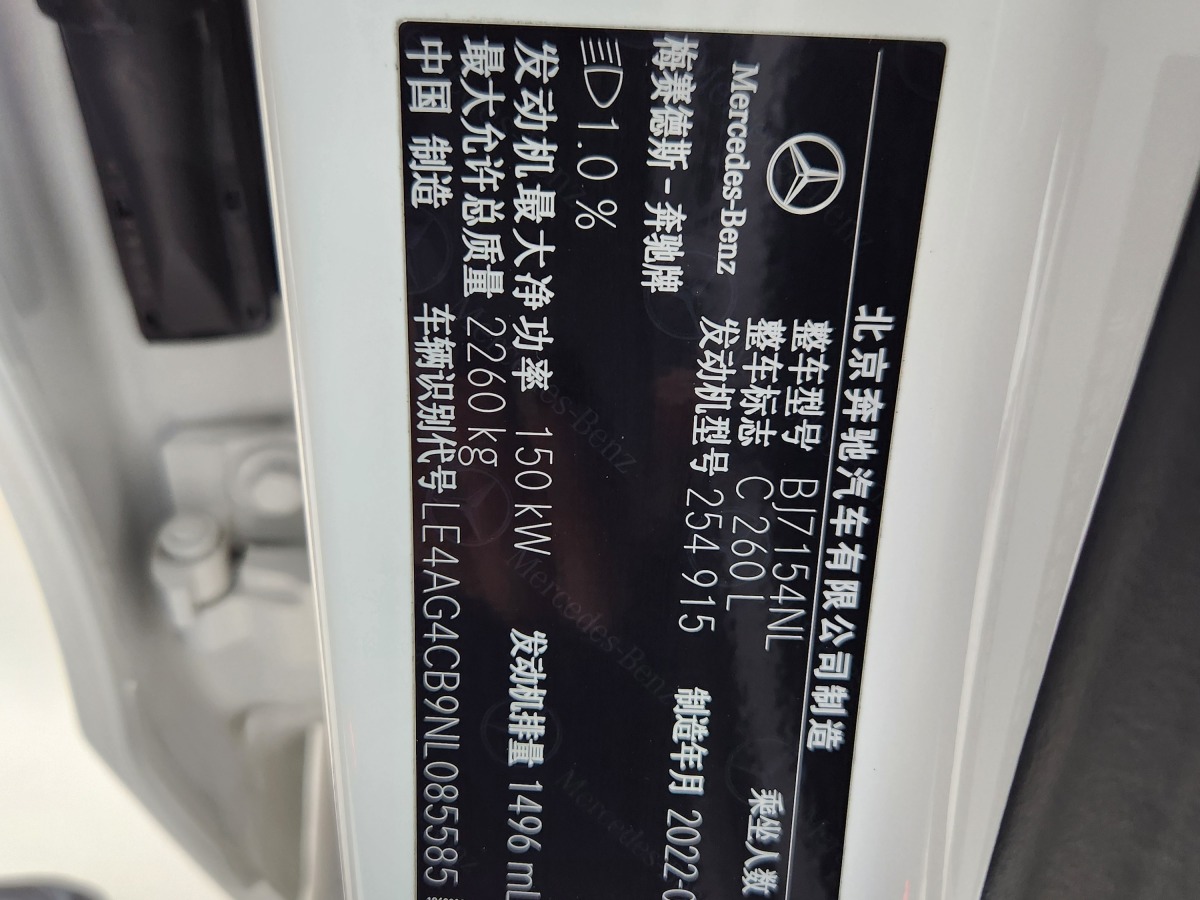 北京奔驰汽车有限公司制造
Mercedes-Benz
整车型号 BJ7154NL
乘坐人数
整车标志 C 260 L
梅赛德斯-奔驰牌
发动机型号 254 915
制造年月 2022-0
1.0 %
发动机最大净功率 150 kW
发动机排量 1496 mL
最大允许总质量 2260 kg
中国 制造
车辆识别代号 LE4AG4CB9NL085585